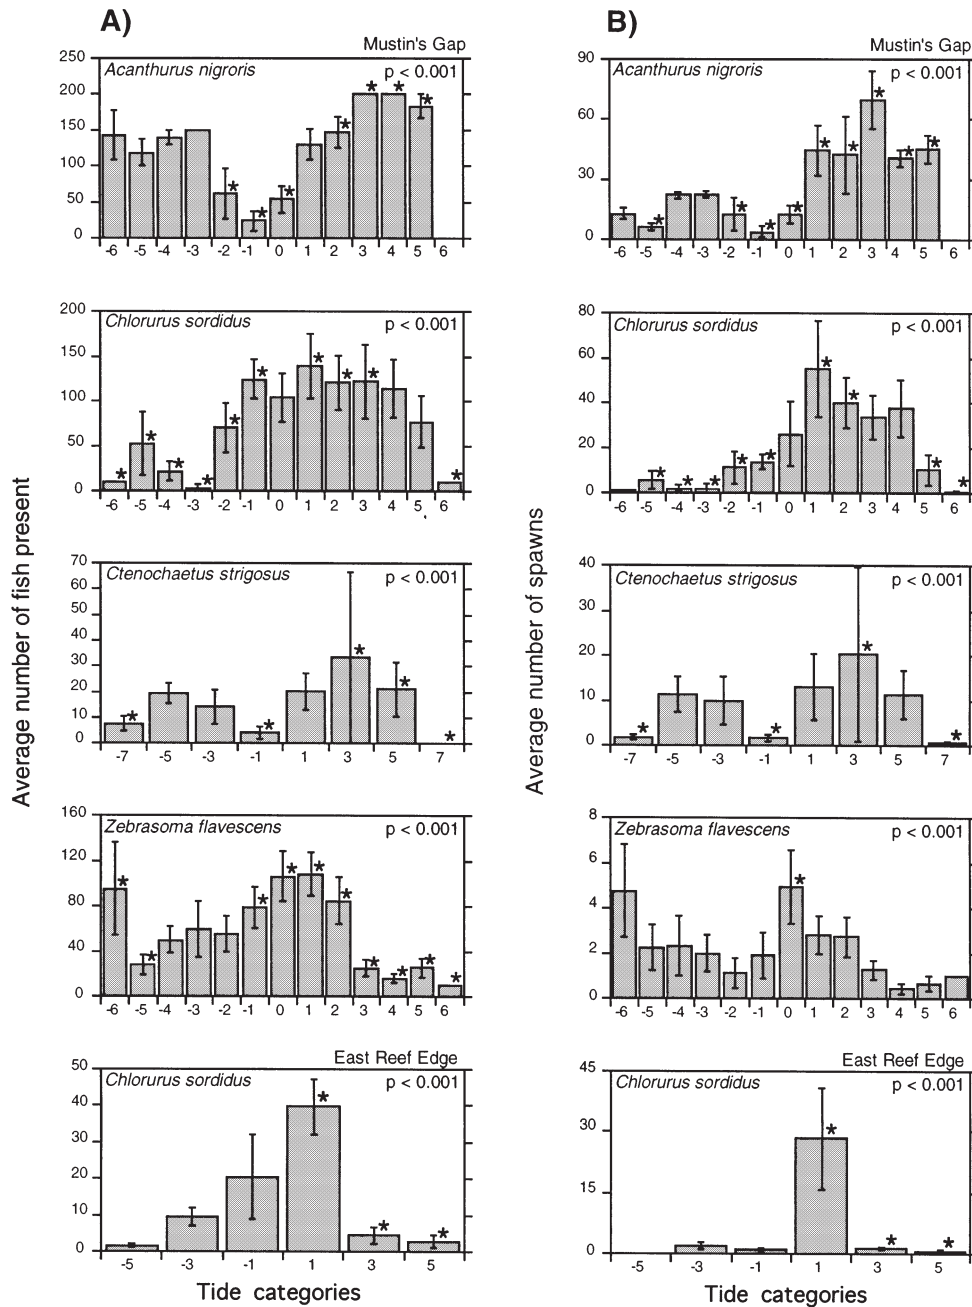 A)
B)
Mustin's Gap
Mustin's Gap
Acanthurus nigroris
p < 0.001
250
200
150
100
50
0
* * * * * * *
-6 -5 -4 -3 -2 -1 0 1 2 3 4 5 6
Acanthurus nigroris
p < 0.001
90
60
30
0
* * * * * * * * *
-6 -5 -4 -3 -2 -1 0 1 2 3 4 5 6
Chlorurus sordidus
p < 0.001
200
150
100
50
0
* * * * * * * * * *
-6 -5 -4 -3 -2 -1 0 1 2 3 4 5 6
Chlorurus sordidus
p < 0.001
80
60
40
20
0
* * * * * * * * *
-6 -5 -4 -3 -2 -1 0 1 2 3 4 5 6
Average number of fish present
Average number of spawns
Ctenochaetus strigosus
p < 0.001
70
60
50
40
30
20
10
0
* * * * *
-7 -5 -3 -1 1 3 5 7
Ctenochaetus strigosus
p < 0.001
40
30
20
10
0
* * * *
-7 -5 -3 -1 1 3 5 7
Zebrasoma flavescens
p < 0.001
160
120
80
40
0
* * * * * * * * * *
-6 -5 -4 -3 -2 -1 0 1 2 3 4 5 6
Zebrasoma flavescens
p < 0.001
8
6
4
2
0
*
-6 -5 -4 -3 -2 -1 0 1 2 3 4 5 6
East Reef Edge
East Reef Edge
Chlorurus sordidus
p < 0.001
50
40
30
20
10
0
* * *
-5 -3 -1 1 3 5
Chlorurus sordidus
p < 0.001
45
30
15
0
* * *
-5 -3 -1 1 3 5
Tide categories
Tide categories